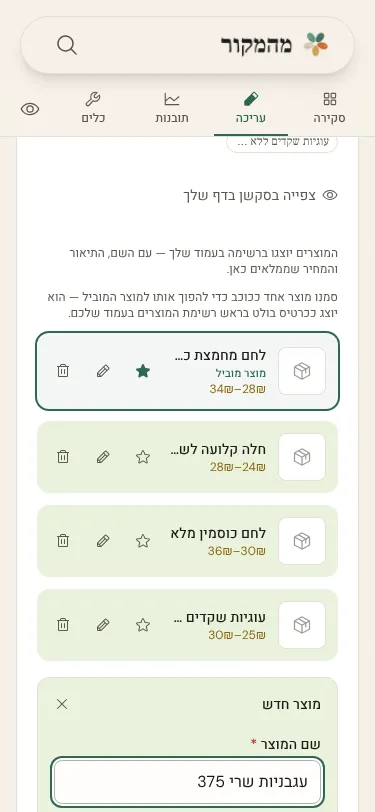 מהמקור
סקירה
עריכה
תובנות
כלים
עוגיות שקדים ללא ...
צפייה בסקשן בדף שלך
המוצרים יוצגו ברשימה בעמוד שלך — עם השם, התיאור
והמחיר שממלאים כאן.
סמנו מוצר אחד ככוכב כדי להפוך אותו למוצר המוביל — הוא
יוצג ככרטיס בולט בראש רשימת המוצרים בעמוד שלכם.
לחם מחמצת כ...
מוצר מוביל
₪28–₪34
חלה קלועה לש...
₪24–₪28
לחם כוסמין מלא
₪30–₪36
עוגיות שקדים ...
₪25–₪30
מוצר חדש
שם המוצר *
עגבניות שרי 375